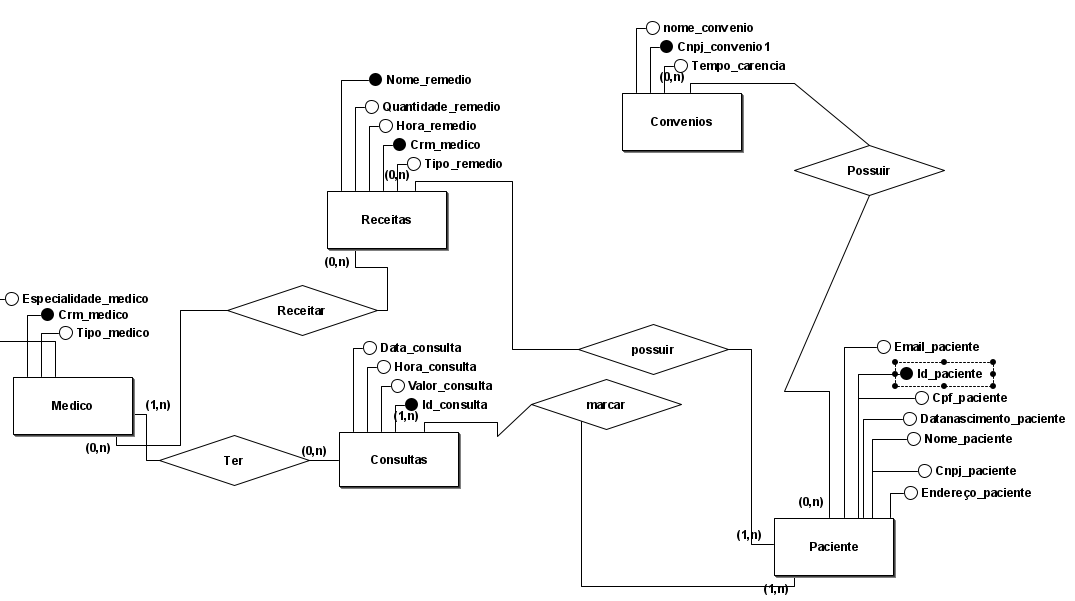 nome_convenio
Cnpj_convenio1
Tempo_carencia
(0,n)
Convenios
Possuir
Nome_remedio
Quantidade_remedio
Hora_remedio
Crm_medico
Tipo_remedio
(0,n)
Receitas
(0,n)
Receitar
Especialidade_medico
Crm_medico
Tipo_medico
Medico
(1,n)
(0,n)
Ter
(0,n)
Data_consulta
Hora_consulta
Valor_consulta
Id_consulta
(1,n)
Consultas
possuir
marcar
Email_paciente
Id_paciente
Cpf_paciente
Datanascimento_paciente
Nome_paciente
Cnpj_paciente
Endereço_paciente
(0,n)
(1,n)
Paciente
(1,n)